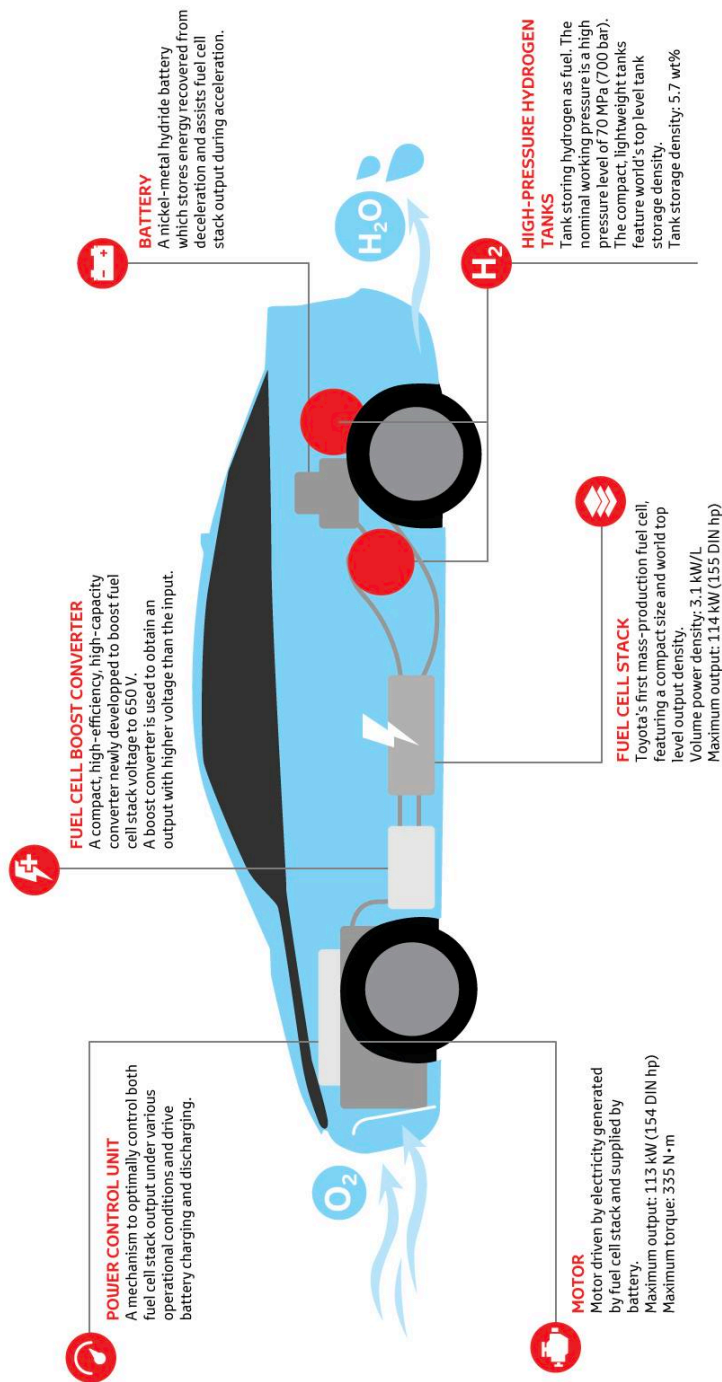 POWER CONTROL UNIT
A mechanism to optimally control both
fuel cell stack output under various
operational conditions and drive
battery charging and discharging.
FUEL CELL BOOST CONVERTER
A compact, high-efficiency, high-capacity
converter newly developped to boost fuel
cell stack voltage to 650 V.
A boost converter is used to obtain an
output with higher voltage than the input.
BATTERY
A nickel-metal hydride battery
which stores energy recovered from
deceleration and assists fuel cell
stack output during acceleration.
O₂
H₂O
MOTOR
Motor driven by electricity generated
by fuel cell stack and supplied by
battery.
Maximum output: 113 kW (154 DIN hp)
Maximum torque: 335 N•m
FUEL CELL STACK
Toyota's first mass-production fuel cell,
featuring a compact size and world top
level output density.
Volume power density: 3.1 kW/L
Maximum output: 114 kW (155 DIN hp)
H₂
HIGH-PRESSURE HYDROGEN
TANKS
Tank storing hydrogen as fuel. The
nominal working pressure is a high
pressure level of 70 MPa (700 bar).
The compact, lightweight tanks
feature world's top level tank
storage density.
Tank storage density: 5.7 wt%